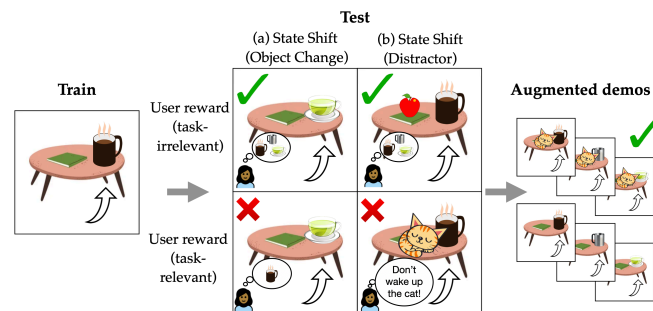 Test
(a) State Shift
(Object Change)
(b) State Shift
(Distractor)
Train
Augmented demos
User reward
(task-
irrelevant)
User reward
(task-
relevant)
Don't
wake up
the cat!